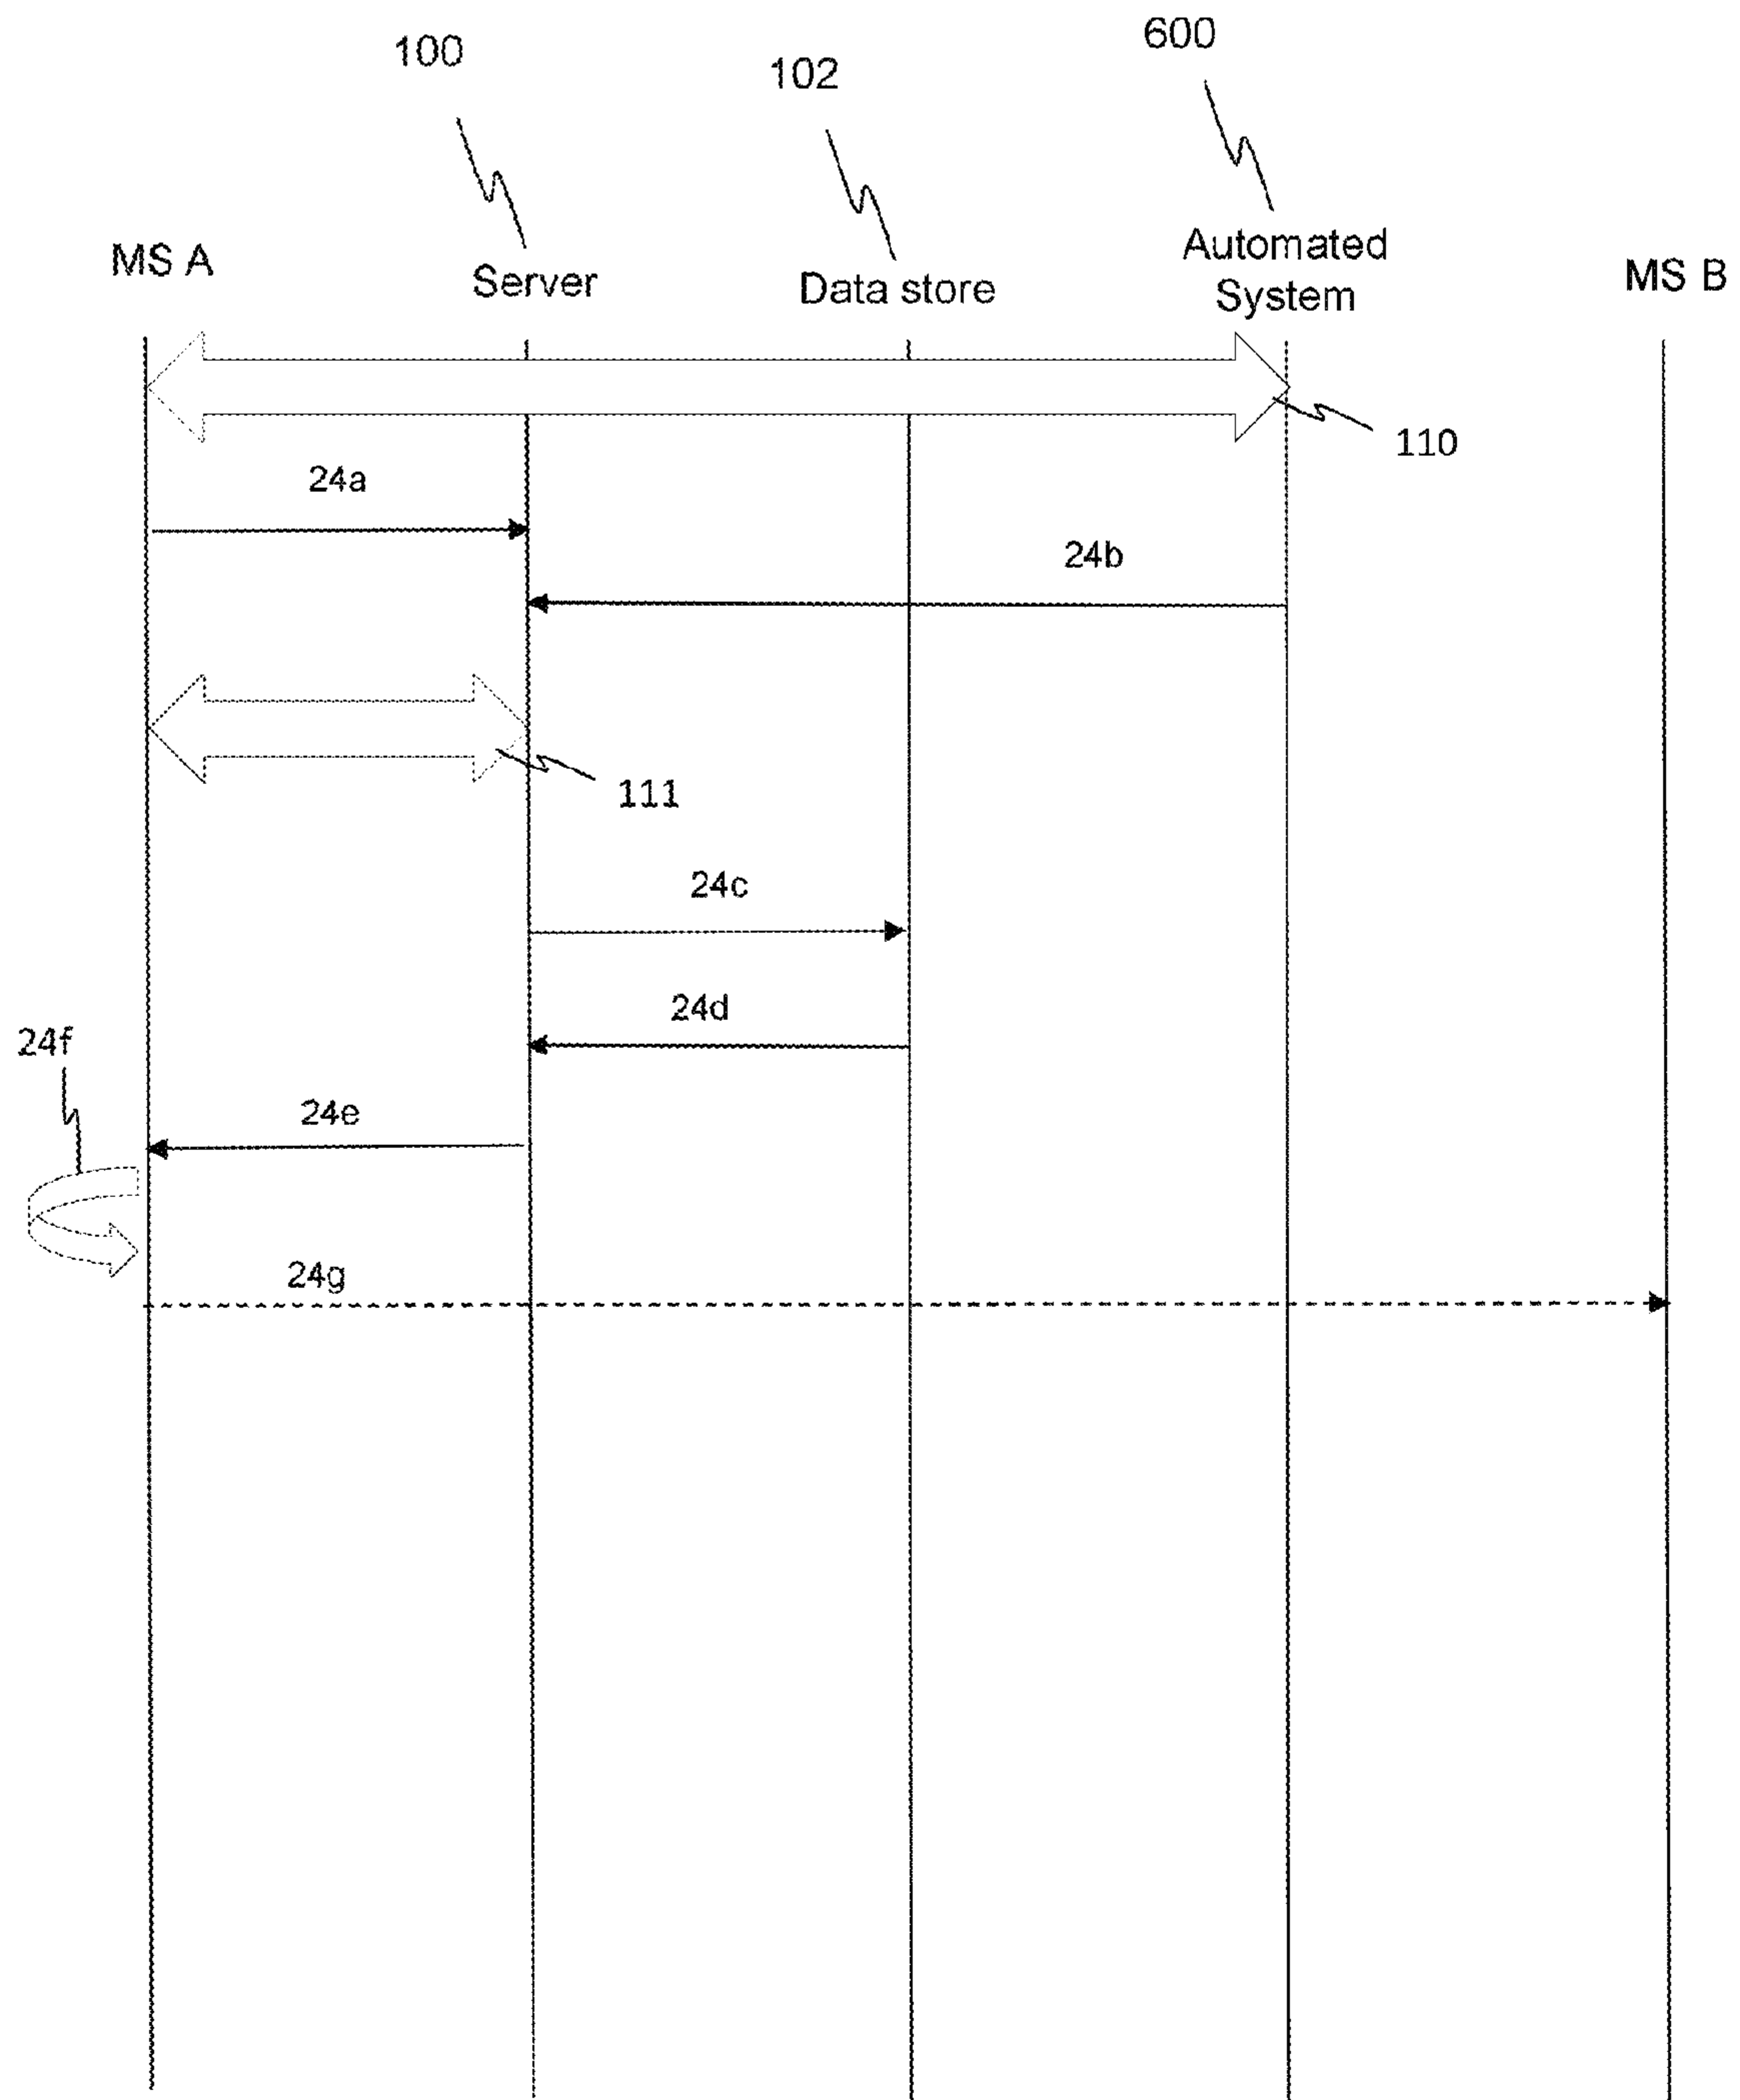 100
102
600
MS A
Server
Data store
Automated
System
MS B
110
24a
24b
111
24c
24d
24f
24e
24g